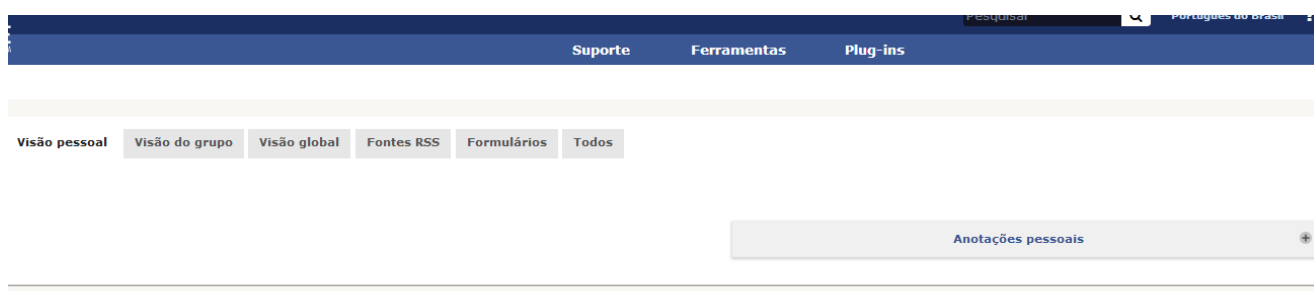 Pesquisar Português do Brasil
Suporte Ferramentas Plug-ins
Visão pessoal Visão do grupo Visão global Fontes RSS Formulários Todos
Anotações pessoais